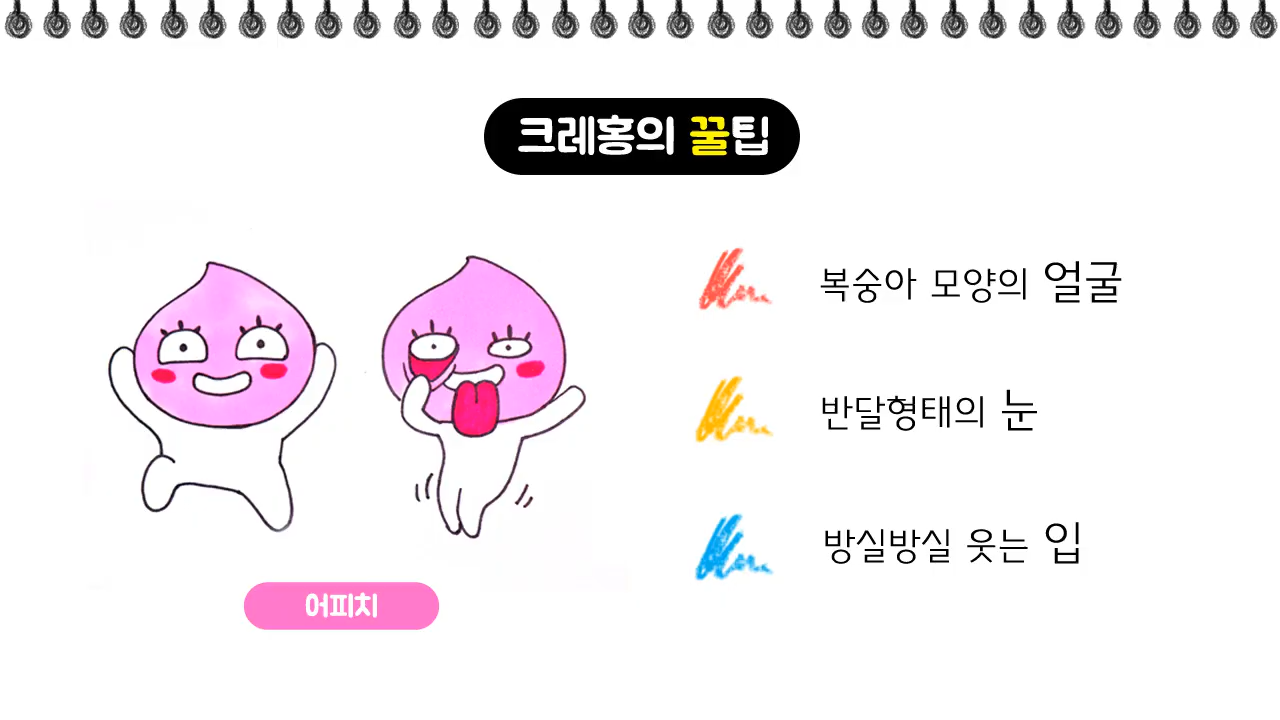 크레홍의 꿀팁
복숭아 모양의 얼굴
반달형태의 눈
방실방실 웃는 입
어피치